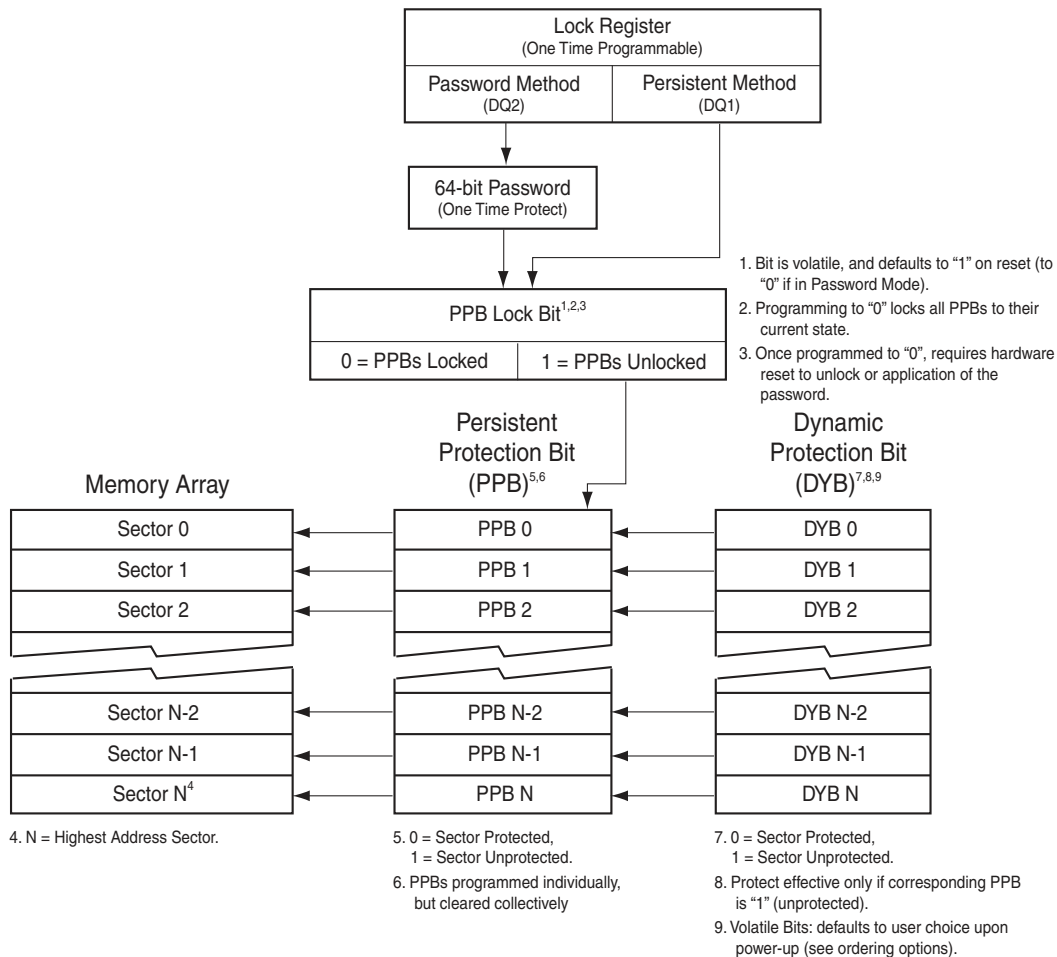 Lock Register
(One Time Programmable)
Password Method
(DQ2)
Persistent Method
(DQ1)
64-bit Password
(One Time Protect)
PPB Lock Bit1,2,3
0 = PPBs Locked
1 = PPBs Unlocked
1. Bit is volatile, and defaults to “1” on reset (to
“0” if in Password Mode).
2. Programming to “0” locks all PPBs to their
current state.
3. Once programmed to “0”, requires hardware
reset to unlock or application of the
password.
Memory Array
Persistent
Protection Bit
(PPB)5,6
Dynamic
Protection Bit
(DYB)7,8,9
Sector 0
PPB 0
DYB 0
Sector 1
PPB 1
DYB 1
Sector 2
PPB 2
DYB 2
Sector N-2
PPB N-2
DYB N-2
Sector N-1
PPB N-1
DYB N-1
Sector N4
PPB N
DYB N
4. N = Highest Address Sector.
5. 0 = Sector Protected,
1 = Sector Unprotected.
6. PPBs programmed individually,
but cleared collectively
7. 0 = Sector Protected,
1 = Sector Unprotected.
8. Protect effective only if corresponding PPB
is “1” (unprotected).
9. Volatile Bits: defaults to user choice upon
power-up (see ordering options).